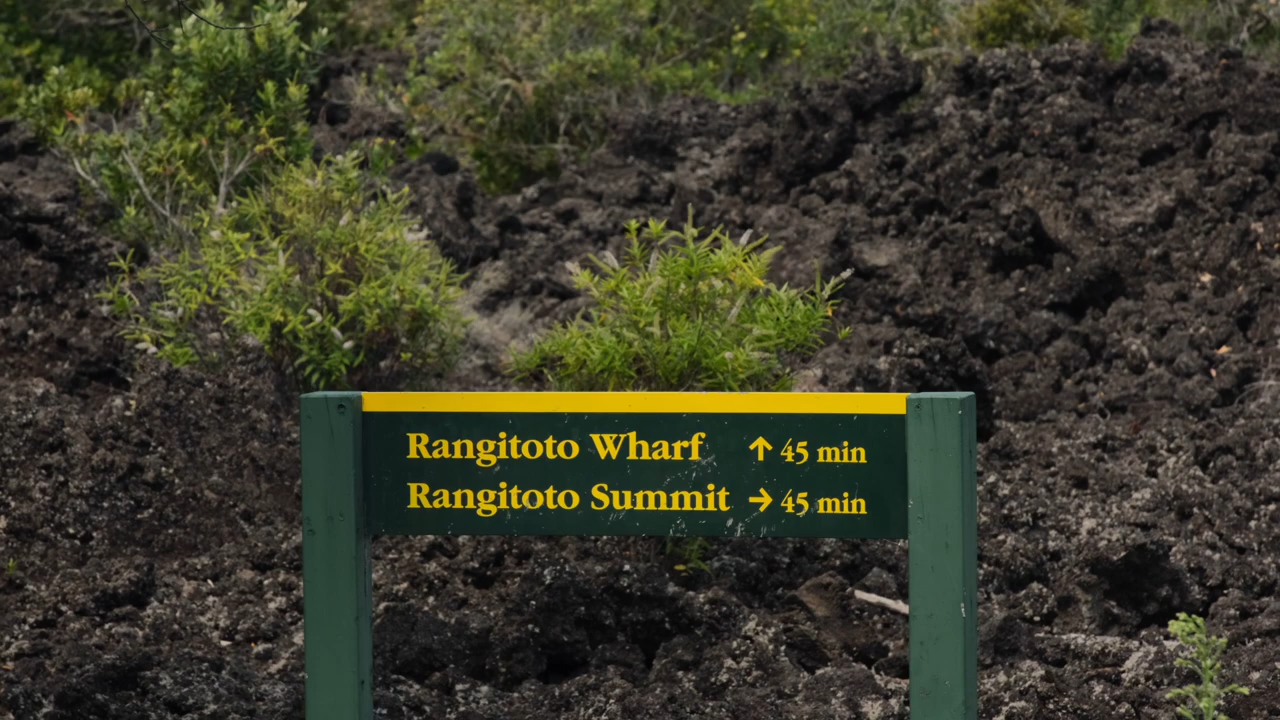 Rangitoto Wharf ↑ 45 min
Rangitoto Summit → 45 min